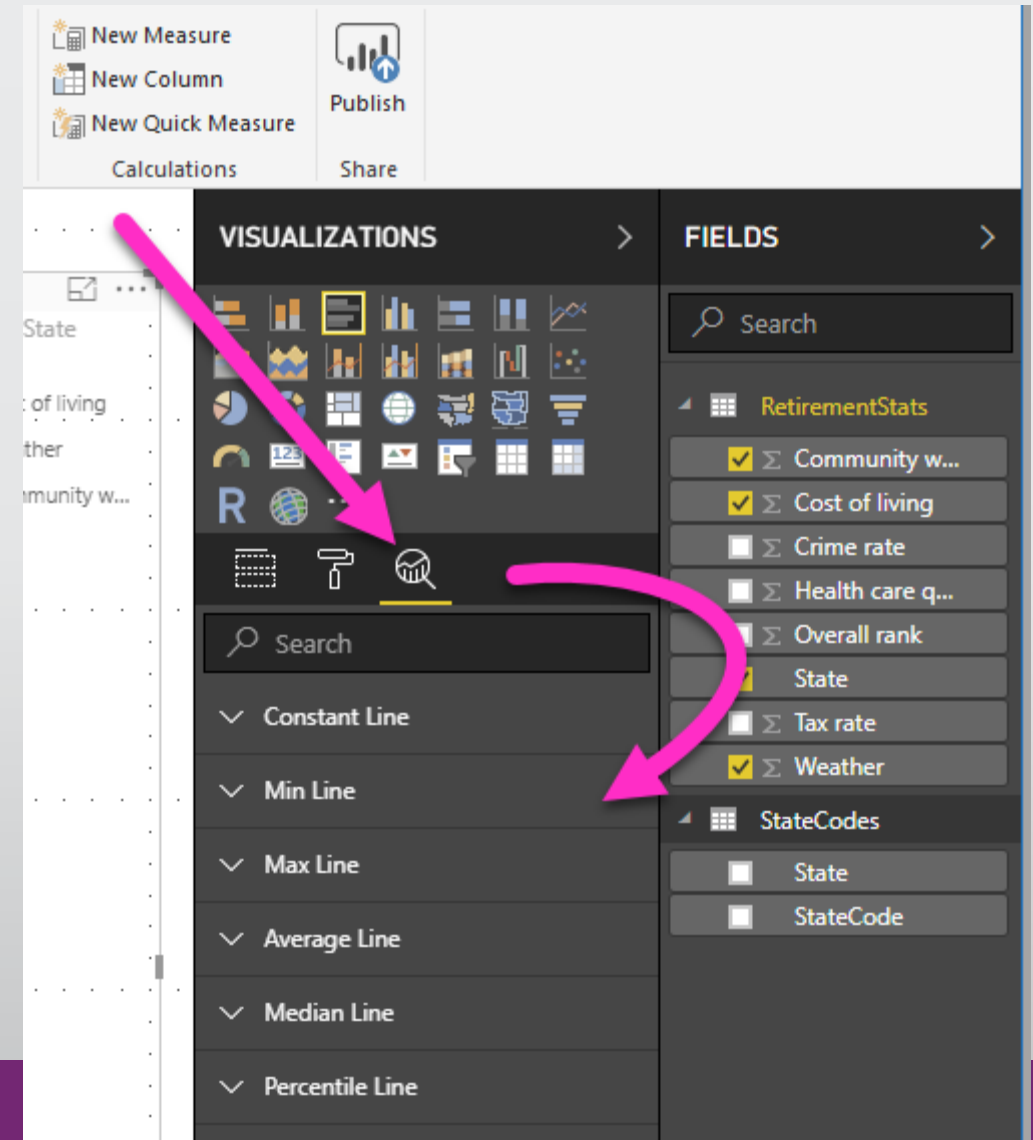 New Measure
New Column
New Quick Measure
Calculations
Publish
Share
State
of living
ther
mmunity w...
VISUALIZATIONS
123
R
Search
Constant Line
Min Line
Max Line
Average Line
Median Line
Percentile Line
FIELDS
Search
RetirementStats
Σ Community w...
Σ Cost of living
Σ Crime rate
Σ Health care q...
Σ Overall rank
State
Σ Tax rate
Σ Weather
StateCodes
State
StateCode